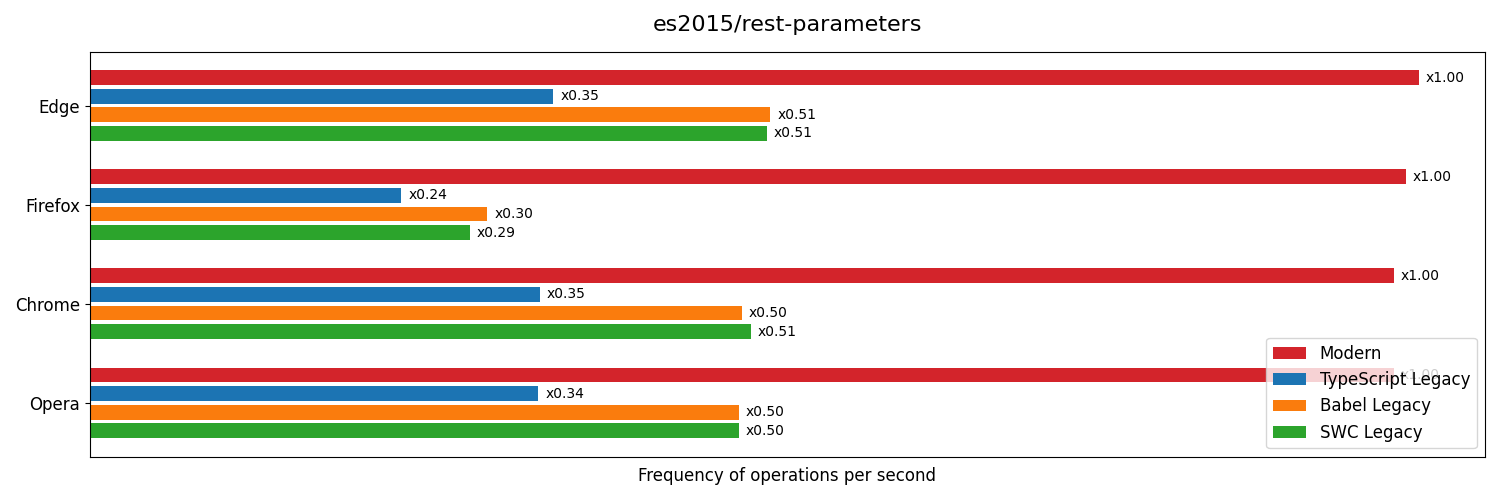 es2015/rest-parameters
Edge
x1.00
x0.35
x0.51
x0.51
Firefox
x1.00
x0.24
x0.30
x0.29
Chrome
x1.00
x0.35
x0.50
x0.51
Opera
x1.00
x0.34
x0.50
x0.50
Modern
TypeScript Legacy
Babel Legacy
SWC Legacy
Frequency of operations per second